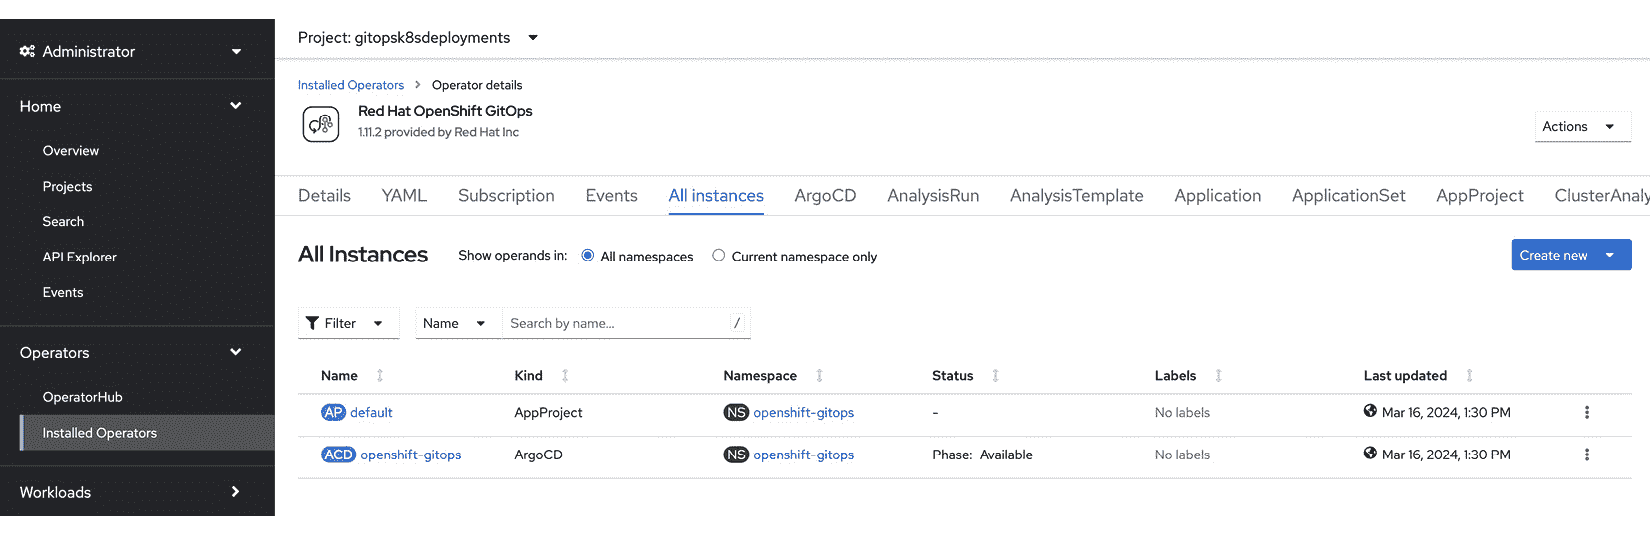 Administrator
Home
Overview
Projects
Search
API Explorer
Events
Operators
OperatorHub
Installed Operators
Workloads
Project: gitopsk8sdeployments
Installed Operators > Operator details
Red Hat OpenShift GitOps
1.11.2 provided by Red Hat Inc
Actions
Details YAML Subscription Events All instances ArgoCD AnalysisRun AnalysisTemplate Application ApplicationSet AppProject ClusterAnaly
All Instances Show operands in: All namespaces Current namespace only Create new
Filter Name Search by name... /
Name Kind Namespace Status Labels Last updated
AP default AppProject NS openshift-gitops - No labels Mar 16, 2024, 1:30 PM
ACD openshift-gitops ArgoCD NS openshift-gitops Phase: Available No labels Mar 16, 2024, 1:30 PM